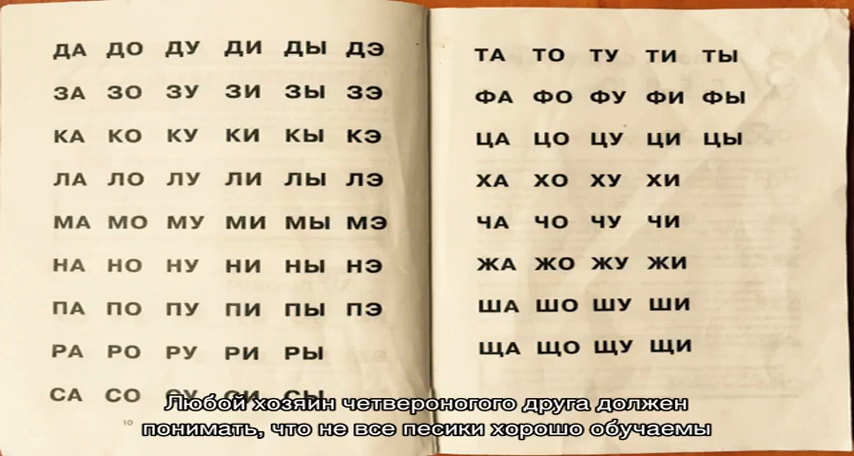 ДА ДО ДУ ДИ ДЫ ДЭ
ЗА ЗО ЗУ ЗИ ЗЫ ЗЭ
КА КО КУ КИ КЫ КЭ
ЛА ЛО ЛУ ЛИ ЛЫ ЛЭ
МА МО МУ МИ МЫ МЭ
НА НО НУ НИ НЫ НЭ
ПА ПО ПУ ПИ ПЫ ПЭ
РА РО РУ РИ РЫ
СА СО СУ СИ СЫ
10
ТА ТО ТУ ТИ ТЫ
ФА ФО ФУ ФИ ФЫ
ЦА ЦО ЦУ ЦИ ЦЫ
ХА ХО ХУ ХИ
ЧА ЧО ЧУ ЧИ
ЖА ЖО ЖУ ЖИ
ША ШО ШУ ШИ
ЩА ЩО ЩУ ЩИ
Любой хозяин четвероногого друга должен
понимать, что не все песики хорошо обучаемы